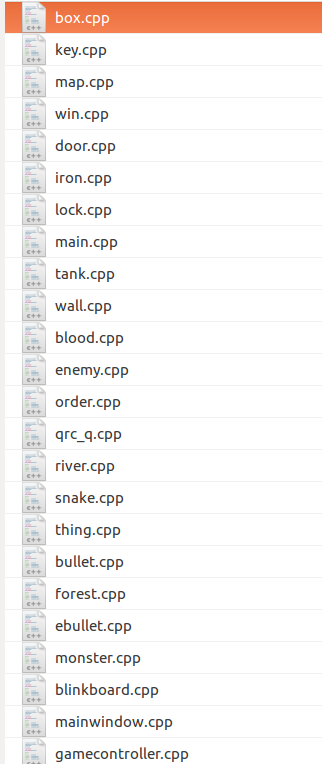 box.cpp
key.cpp
map.cpp
win.cpp
door.cpp
iron.cpp
lock.cpp
main.cpp
tank.cpp
wall.cpp
blood.cpp
enemy.cpp
order.cpp
qrc_q.cpp
river.cpp
snake.cpp
thing.cpp
bullet.cpp
forest.cpp
ebullet.cpp
monster.cpp
blinkboard.cpp
mainwindow.cpp
gamecontroller.cpp